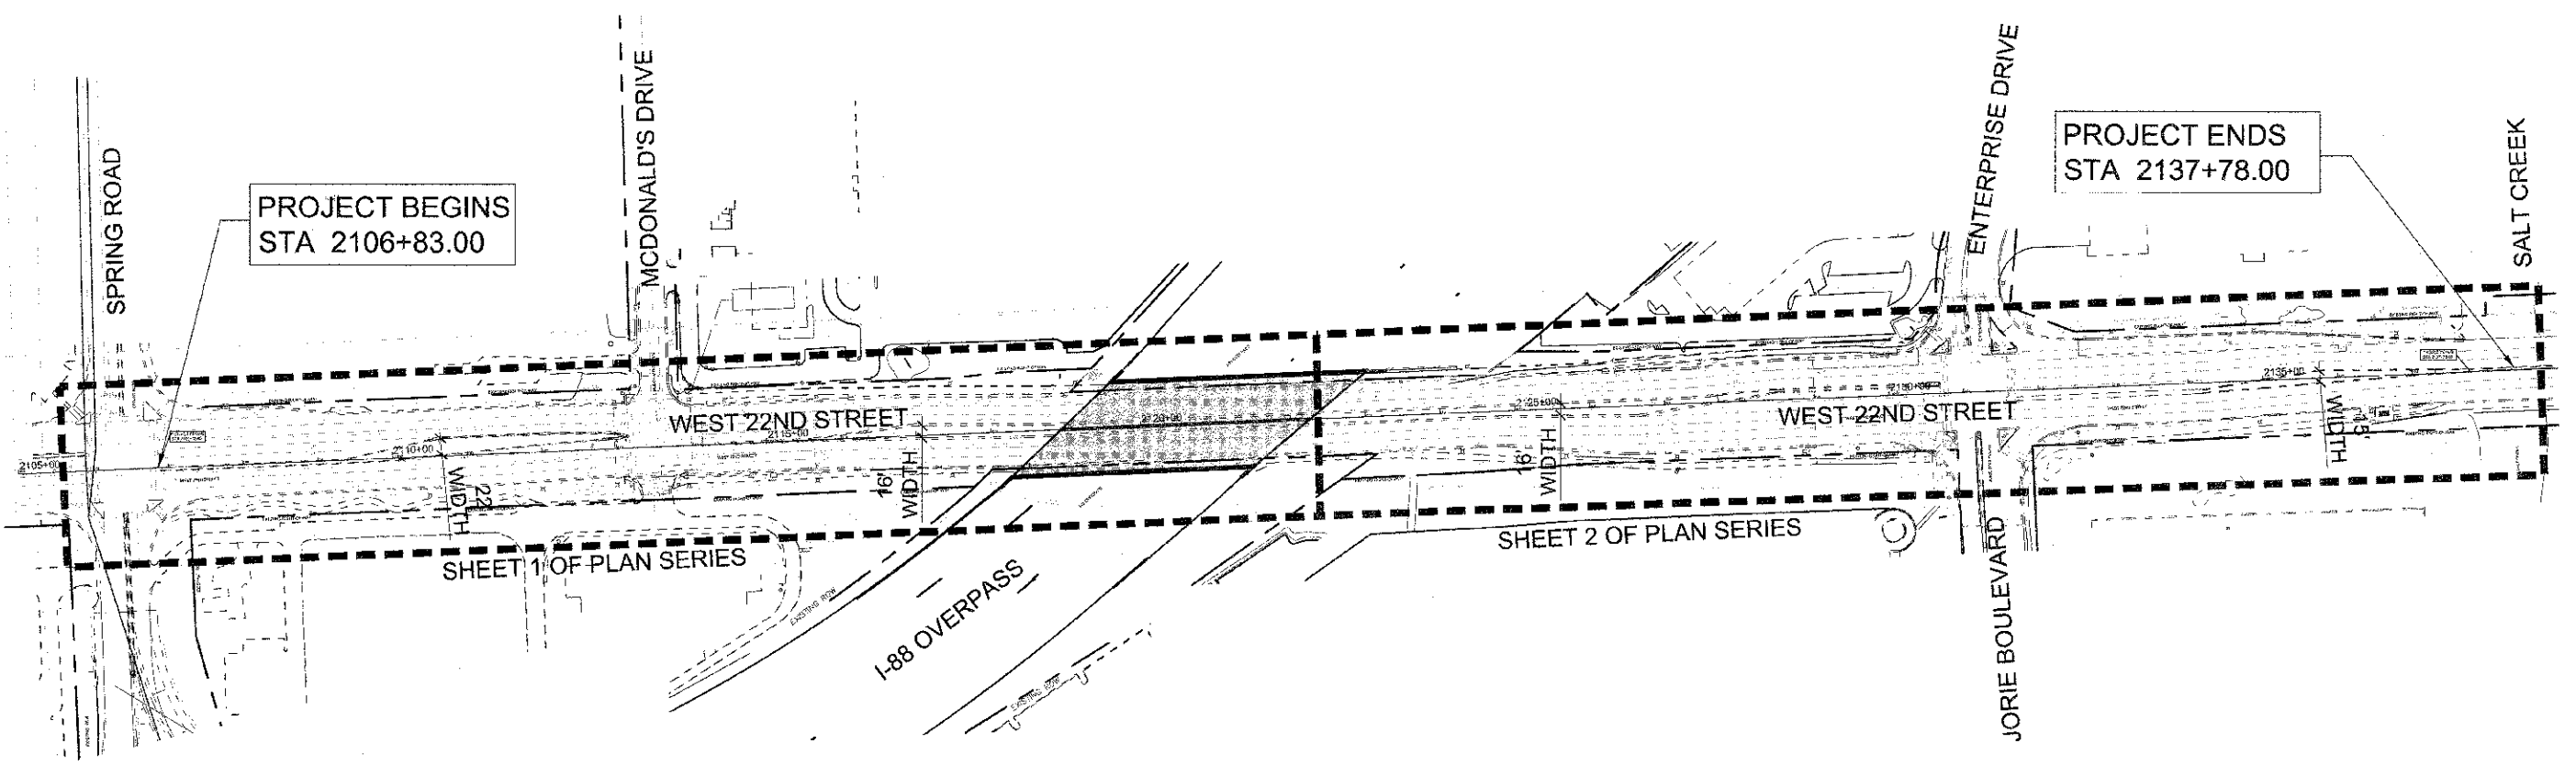 SPRING ROAD
PROJECT BEGINS
STA 2106+83.00
MCDONALD'S DRIVE
ENTERPRISE DRIVE
PROJECT ENDS
STA 2137+78.00
SALT CREEK
2105+00
2110+00
22'
WIDTH
WEST 22ND STREET
2115+00
16'
WIDTH
2120+00
2125+00
16'
WIDTH
WEST 22ND STREET
2130+00
2135+00
15'
WIDTH
SHEET 1 OF PLAN SERIES
SHEET 2 OF PLAN SERIES
EXISTING ROW
I-88 OVERPASS
EXISTING ROW
JORIE BOULEVARD